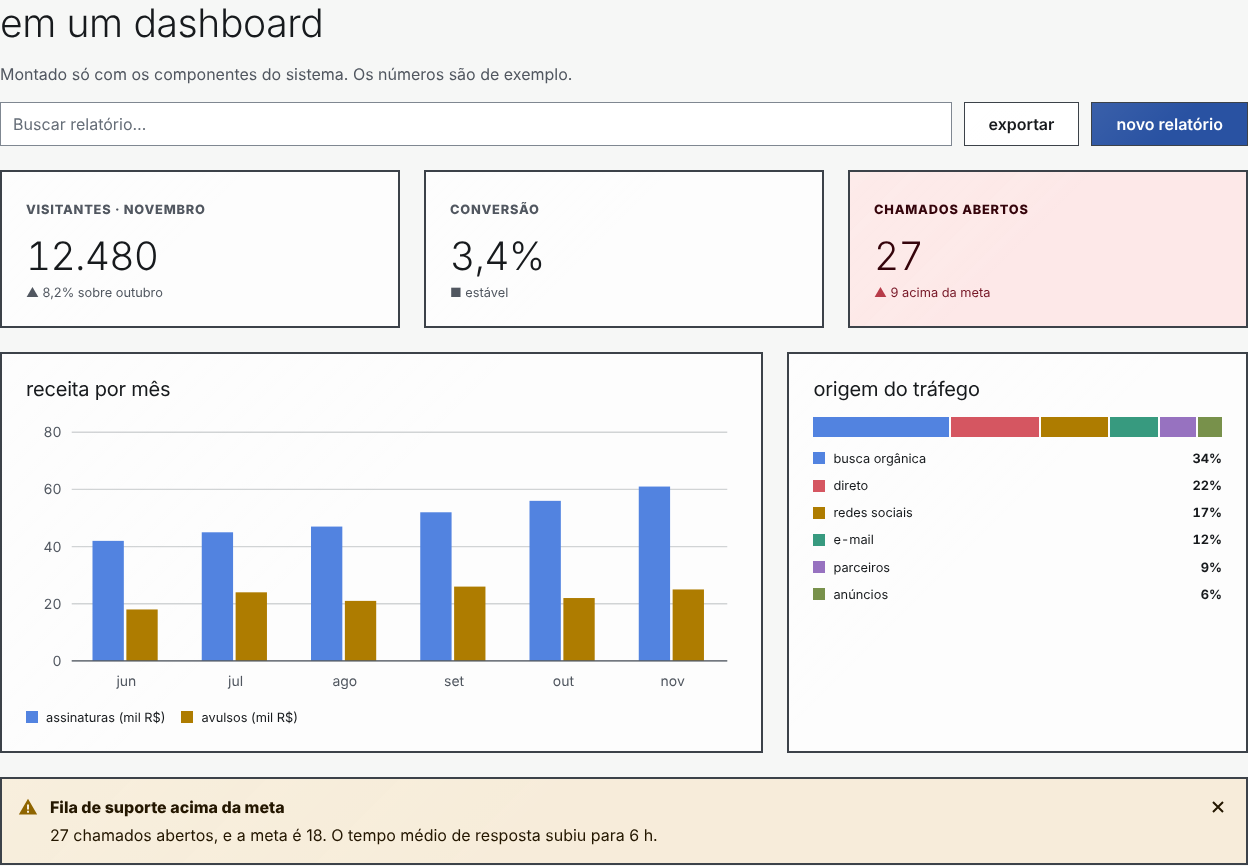 em um dashboard
Montado só com os componentes do sistema. Os números são de exemplo.
Buscar relatório...
exportar
novo relatório
VISITANTES · NOVEMBRO
12.480
▲ 8,2% sobre outubro
CONVERSÃO
3,4%
■ estável
CHAMADOS ABERTOS
27
▲ 9 acima da meta
receita por mês
80
60
40
20
0
jun jul ago set out nov
assinaturas (mil R$) avulsos (mil R$)
origem do tráfego
busca orgânica 34%
direto 22%
redes sociais 17%
e-mail 12%
parceiros 9%
anúncios 6%
Fila de suporte acima da meta
27 chamados abertos, e a meta é 18. O tempo médio de resposta subiu para 6 h.